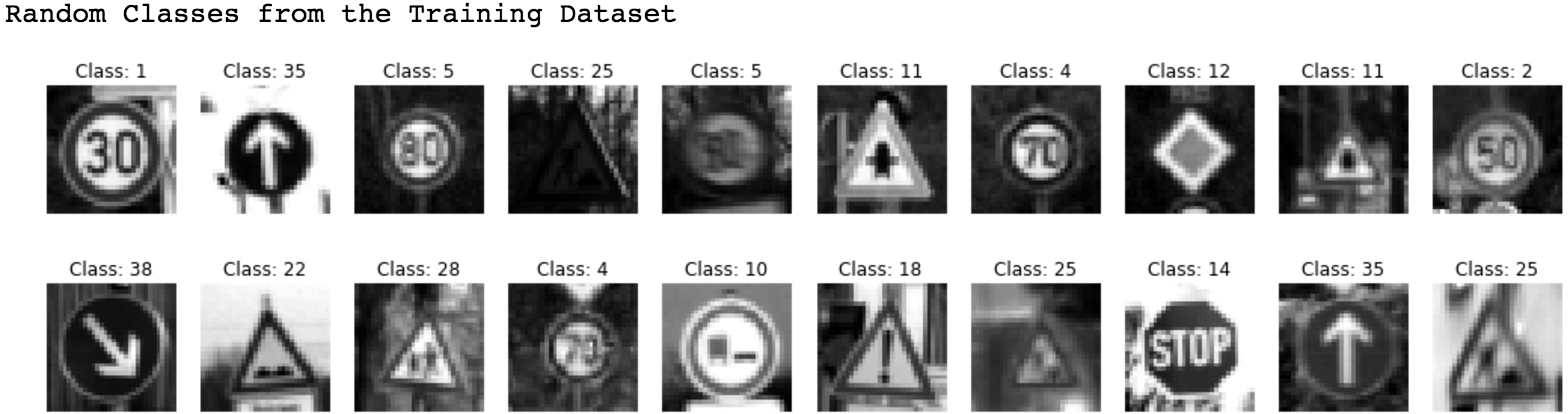 Random Classes from the Training Dataset
Class: 1 Class: 35 Class: 5 Class: 25 Class: 5 Class: 11 Class: 4 Class: 12 Class: 11 Class: 2
30 80 70 50
Class: 38 Class: 22 Class: 28 Class: 4 Class: 10 Class: 18 Class: 25 Class: 14 Class: 35 Class: 25
70 STOP